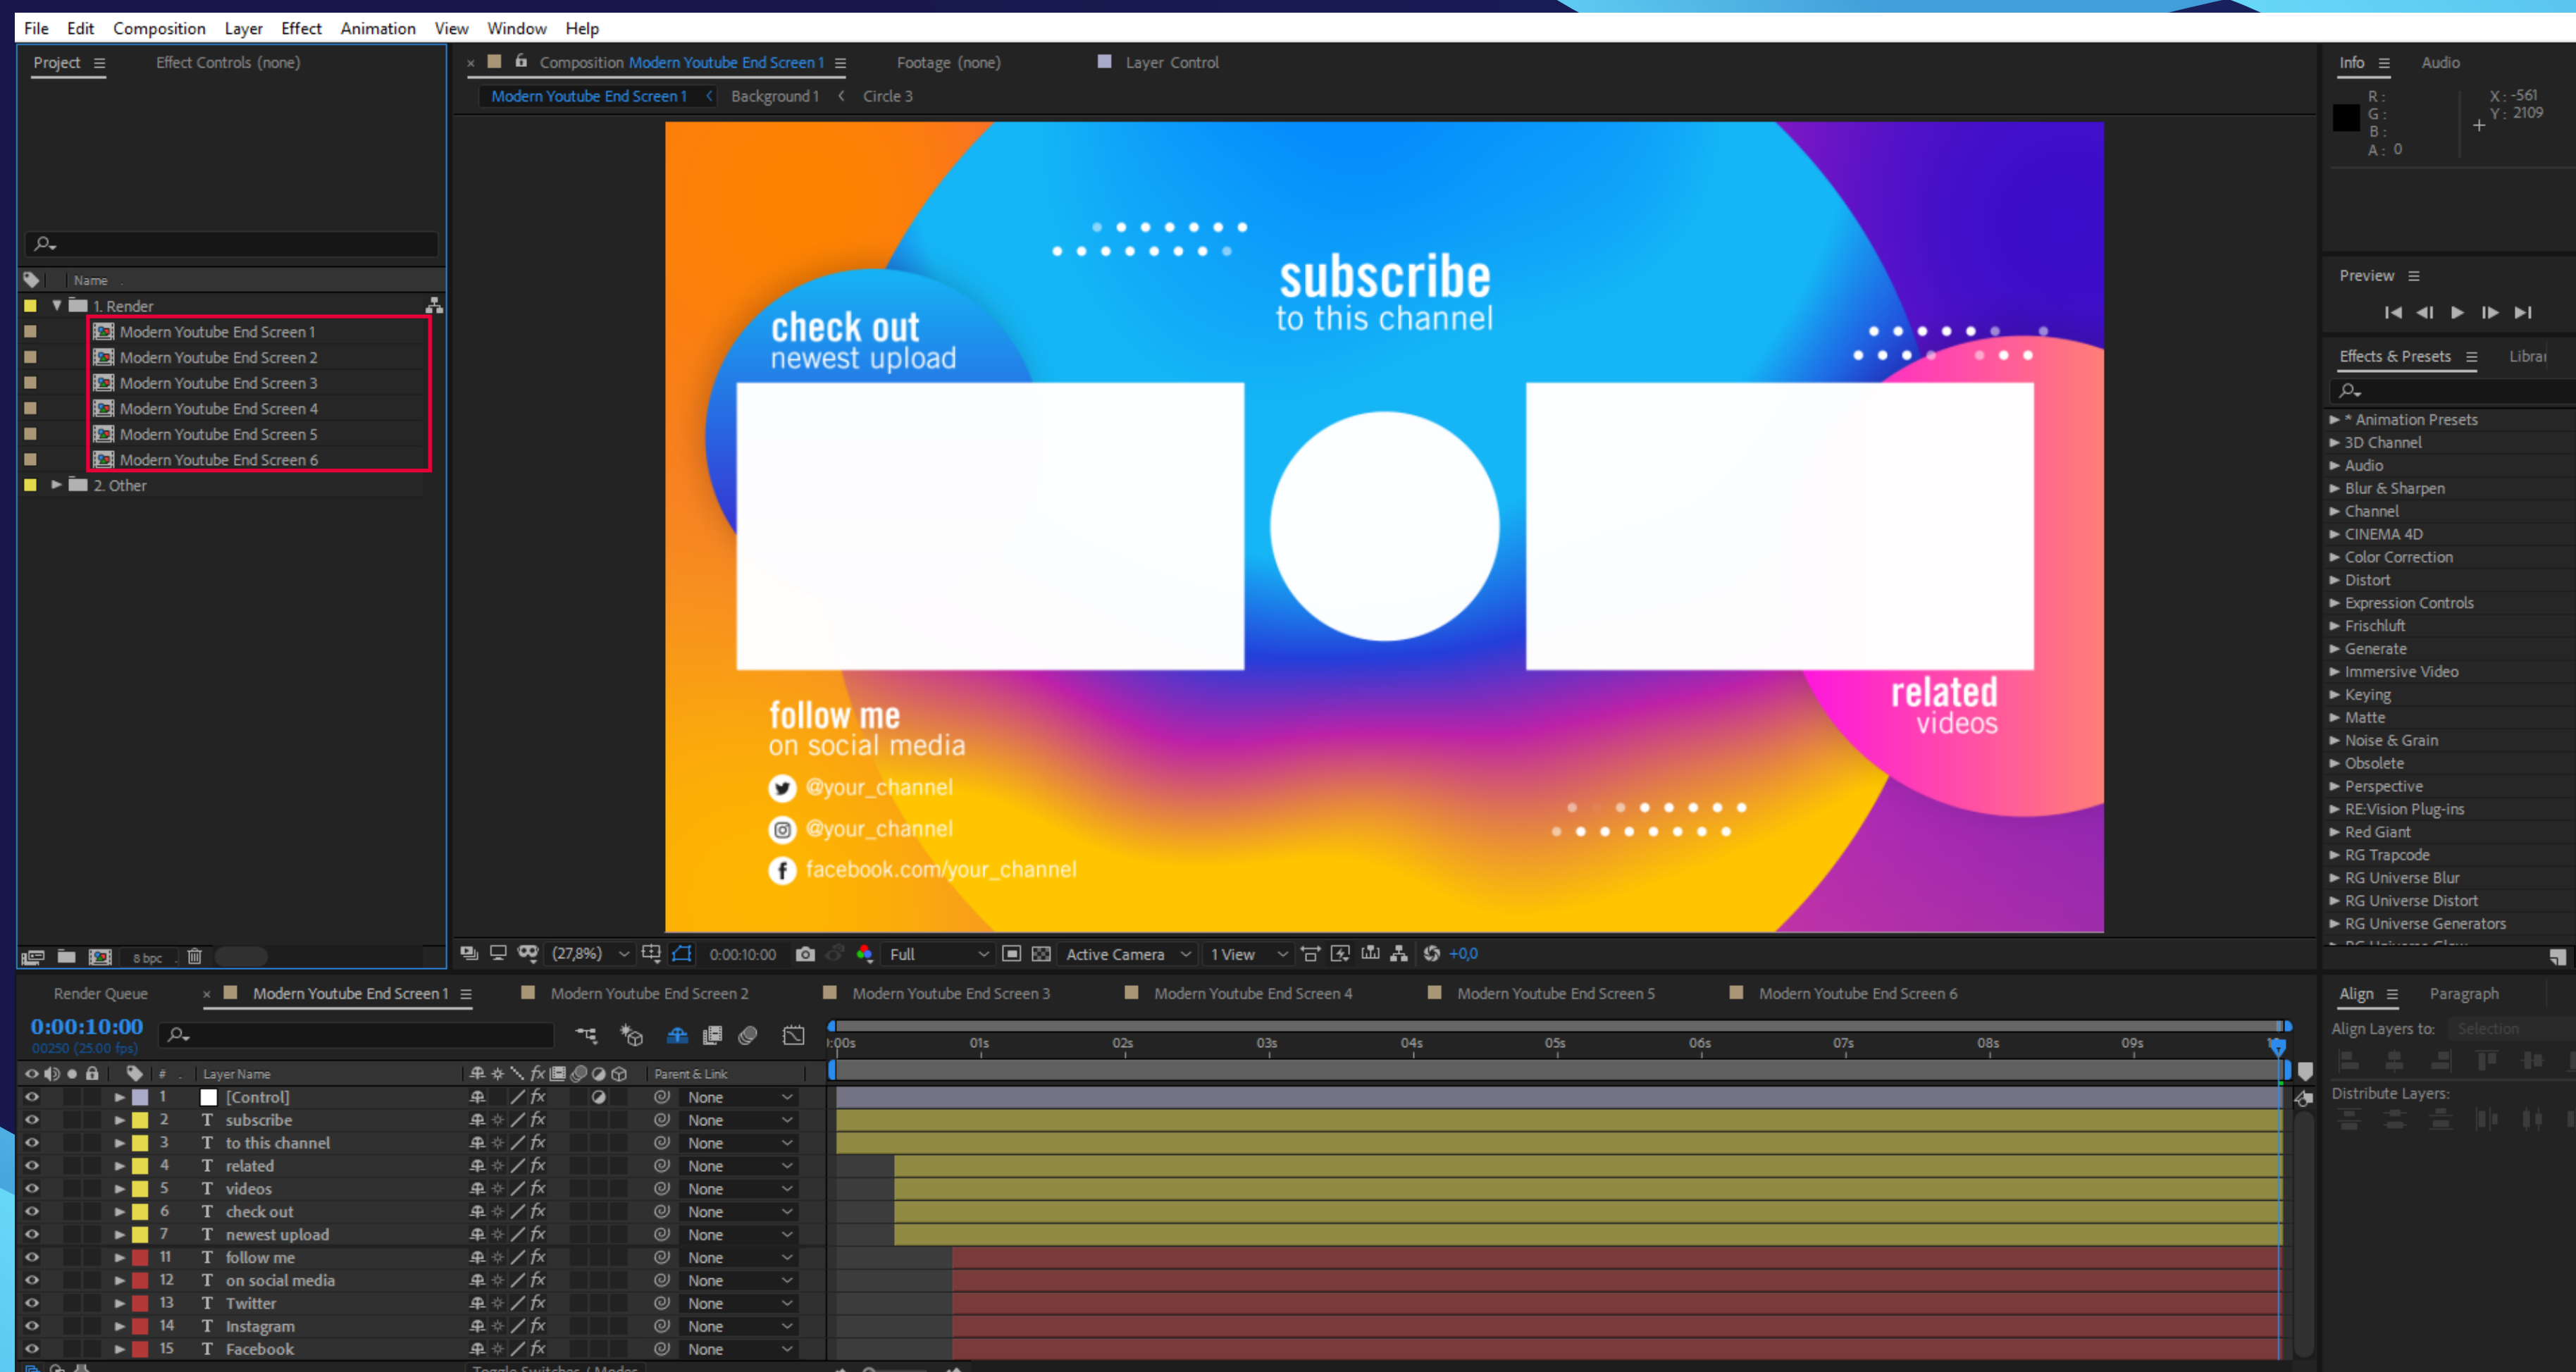 File Edit Composition Layer Effect Animation View Window Help
Project Effect Controls (none)
Composition Modern Youtube End Screen 1 Footage (none) Layer Control
Modern Youtube End Screen 1 < Background 1 < Circle 3
Name
1. Render
Modern Youtube End Screen 1
Modern Youtube End Screen 2
Modern Youtube End Screen 3
Modern Youtube End Screen 4
Modern Youtube End Screen 5
Modern Youtube End Screen 6
2. Other
8 bpc
subscribe
to this channel
check out
newest upload
related
videos
follow me
on social media
@your_channel
@your_channel
facebook.com/your_channel
(27,8%) 0:00:10:00 Full Active Camera 1 View +0,0
Info Audio
R: X: -561
G: Y: 2109
B:
A: 0
Preview
Effects & Presets
* Animation Presets
3D Channel
Audio
Blur & Sharpen
Channel
CINEMA 4D
Color Correction
Distort
Expression Controls
Frischluft
Generate
Immersive Video
Keying
Matte
Noise & Grain
Obsolete
Perspective
RE:Vision Plug-ins
Red Giant
RG Trapcode
RG Universe Blur
RG Universe Distort
RG Universe Generators
Render Queue Modern Youtube End Screen 1 Modern Youtube End Screen 2 Modern Youtube End Screen 3 Modern Youtube End Screen 4 Modern Youtube End Screen 5 Modern Youtube End Screen 6
0:00:10:00
00250 (25.00 fps)
:00s 01s 02s 03s 04s 05s 06s 07s 08s 09s
# Layer Name Parent & Link
1 [Control] None
2 T subscribe None
3 T to this channel None
4 T related None
5 T videos None
6 T check out None
7 T newest upload None
11 T follow me None
12 T on social media None
13 T Twitter None
14 T Instagram None
15 T Facebook None
Toggle Switches / Modes
Align Paragraph
Align Layers to: Selection
Distribute Layers: